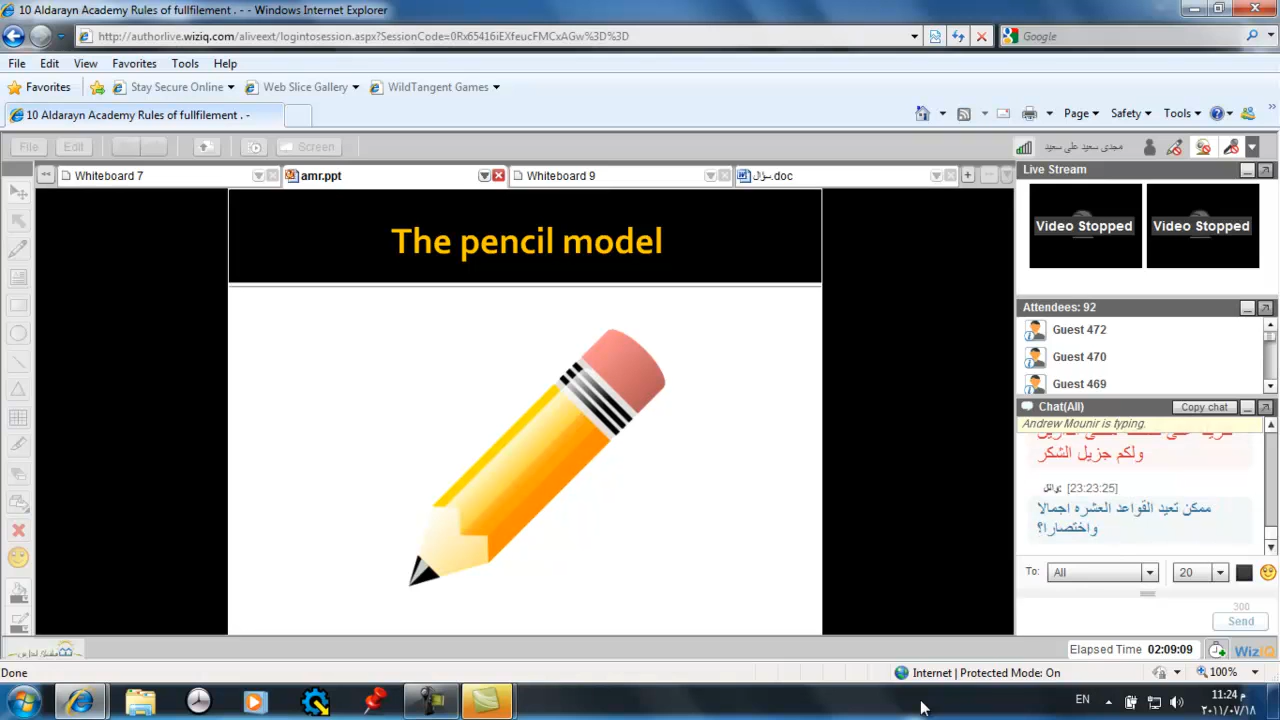 10 Aldarayn Academy Rules of fullfilement . - - Windows Internet Explorer
http://authorlive.wiziq.com/aliveext/logintosession.aspx?SessionCode=0Rx65416iEXfeucFMCxAGw%3D%3D
Google
File Edit View Favorites Tools Help
Favorites Stay Secure Online Web Slice Gallery WildTangent Games
10 Aldarayn Academy Rules of fullfilement . -
Page Safety Tools
File Edit Screen
مجدى سعيد على سعيد
Whiteboard 7 amr.ppt Whiteboard 9 سؤال.doc
Live Stream
Video Stopped Video Stopped
The pencil model
Attendees: 92
Guest 472
Guest 470
Guest 469
Chat(All) Copy chat
Andrew Mounir is typing.
ولكم جزيل الشكر
وائل: [23:23:25]
ممكن تعيد القواعد العشره اجمالا
واختصارا؟
To: All 20
300
Send
Elapsed Time 02:09:09 WizIQ
Done Internet | Protected Mode: On 100%
EN
11:24 م
٢٠١١/٠٧/١٨